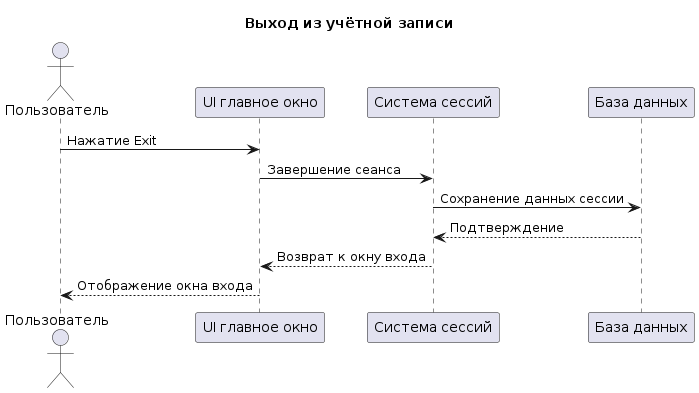 Выход из учётной записи
Пользователь
UI главное окно
Система сессий
База данных
Нажатие Exit
Завершение сеанса
Сохранение данных сессии
Подтверждение
Возврат к окну входа
Отображение окна входа
Пользователь
UI главное окно
Система сессий
База данных